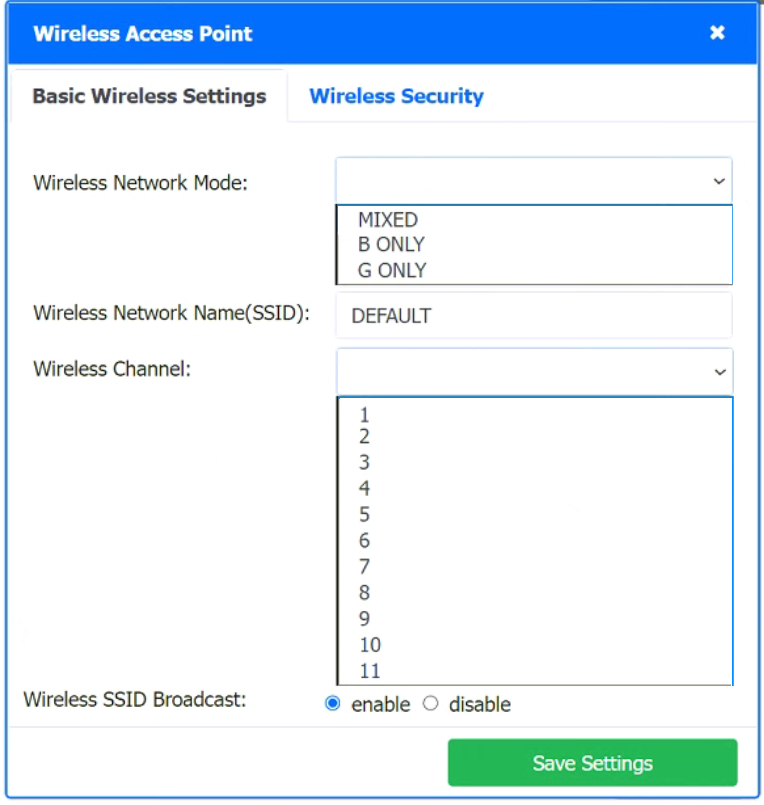 Wireless Access Point
Basic Wireless Settings Wireless Security
Wireless Network Mode:
MIXED
B ONLY
G ONLY
Wireless Network Name(SSID): DEFAULT
Wireless Channel:
1
2
3
4
5
6
7
8
9
10
11
Wireless SSID Broadcast: enable disable
Save Settings